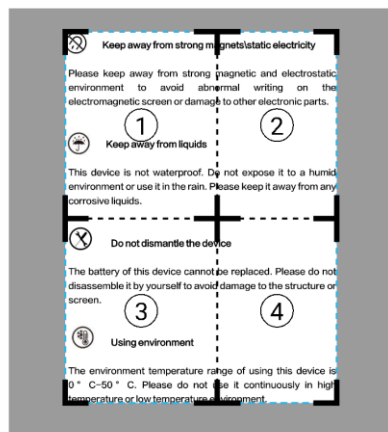 Keep away from strong magnets\static electricity
Please keep away from strong magnetic and electrostatic
environment to avoid abnormal writing on the
electromagnetic screen or damage to other electronic parts.
1
2
Keep away from liquids
This device is not waterproof. Do not expose it to a humid
environment or use it in the rain. Please keep it away from any
corrosive liquids.
Do not dismantle the device
The battery of this device cannot be replaced. Please do not
disassemble it by yourself to avoid damage to the structure or
screen.
3
4
Using environment
The environment temperature range of using this device is
0 ° C-50 ° C. Please do not use it continuously in high
temperature or low temperature environment.